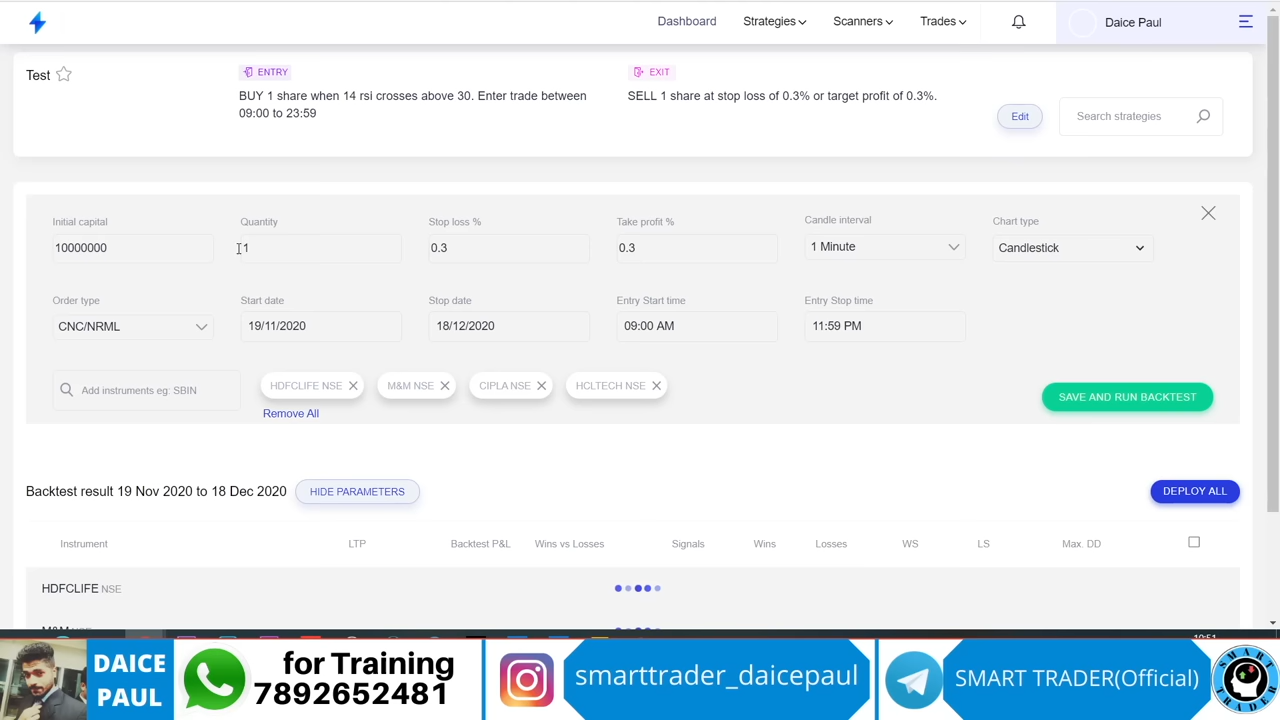 Dashboard
Strategies
Scanners
Trades
Daice Paul
Test
ENTRY
BUY 1 share when 14 rsi crosses above 30. Enter trade between
09:00 to 23:59
EXIT
SELL 1 share at stop loss of 0.3% or target profit of 0.3%.
Edit
Search strategies
Initial capital
Quantity
Stop loss %
Take profit %
Candle interval
Chart type
10000000
1
0.3
0.3
1 Minute
Candlestick
Order type
Start date
Stop date
Entry Start time
Entry Stop time
CNC/NRML
19/11/2020
18/12/2020
09:00 AM
11:59 PM
Add instruments eg: SBIN
HDFCLIFE NSE
M&M NSE
CIPLA NSE
HCLTECH NSE
Remove All
SAVE AND RUN BACKTEST
Backtest result 19 Nov 2020 to 18 Dec 2020
HIDE PARAMETERS
DEPLOY ALL
Instrument
LTP
Backtest P&L
Wins vs Losses
Signals
Wins
Losses
WS
LS
Max. DD
HDFCLIFE NSE
M&M NSE
10:51
DAICE
PAUL
for Training
7892652481
smarttrader_daicepaul
SMART TRADER(Official)
SMART
TRADER